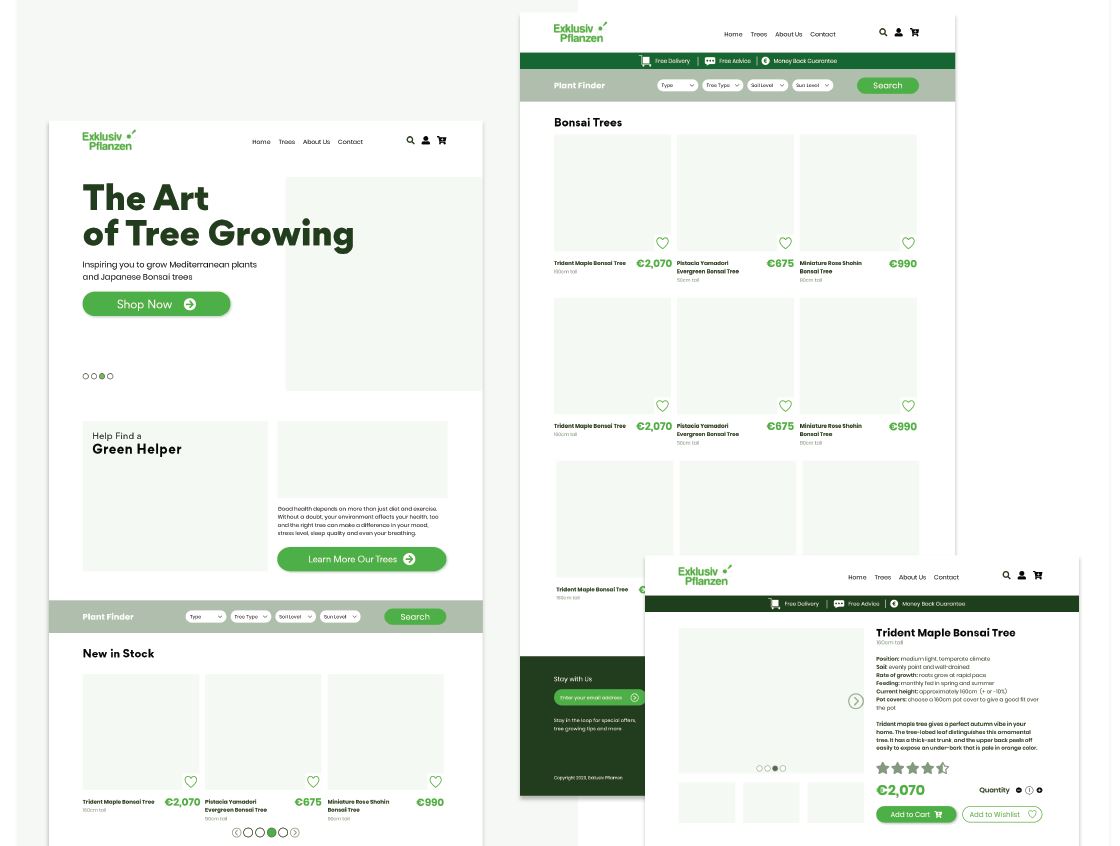 Exklusiv
Pflanzen
Home Trees About Us Contact
The Art
of Tree Growing
Inspiring you to grow Mediterranean plants
and Japanese Bonsai trees
Shop Now
Help Find a
Green Helper
Good health depends on more than just diet and exercise.
Without a doubt, your environment affects your health, too
and the right tree can make a difference in your mood,
stress level, sleep quality and even your breathing.
Learn More Our Trees
Plant Finder Type Tree Type Soil Level Sun Level Search
New in Stock
Trident Maple Bonsai Tree €2,070
160cm tall
Pistacia Yamadori €675
Evergreen Bonsai Tree
50cm tall
Miniature Rose Shohin €990
Bonsai Tree
90cm tall
Exklusiv
Pflanzen
Home Trees About Us Contact
Free Delivery Free Advice € Money Back Guarantee
Plant Finder Type Tree Type Soil Level Sun Level Search
Bonsai Trees
Trident Maple Bonsai Tree €2,070
160cm tall
Pistacia Yamadori €675
Evergreen Bonsai Tree
50cm tall
Miniature Rose Shohin €990
Bonsai Tree
90cm tall
Trident Maple Bonsai Tree €2,070
160cm tall
Pistacia Yamadori €675
Evergreen Bonsai Tree
50cm tall
Miniature Rose Shohin €990
Bonsai Tree
90cm tall
Trident Maple Bonsai Tree
160cm tall
Stay with Us
Enter your email address
Stay in the loop for special offers,
tree growing tips and more
Copyright 2023, Exklusiv Pflanzen
Exklusiv
Pflanzen
Home Trees About Us Contact
Free Delivery Free Advice € Money Back Guarantee
Trident Maple Bonsai Tree
160cm tall
Position: medium light, temperate climate
Soil: evenly point and well-drained
Rate of growth: roots grow at rapid pace
Feeding: monthly fed in spring and summer
Current height: approximately 160cm (+ or -10%)
Pot covers: choose a 160cm pot cover to give a good fit over
the pot
Trident maple tree gives a perfect autumn vibe in your
home. The tree-lobed leaf distinguishes this ornamental
tree. It has a thick-set trunk, and the upper back peels off
easily to expose an under-bark that is pale in orange color.
€2,070 Quantity 1
Add to Cart Add to Wishlist